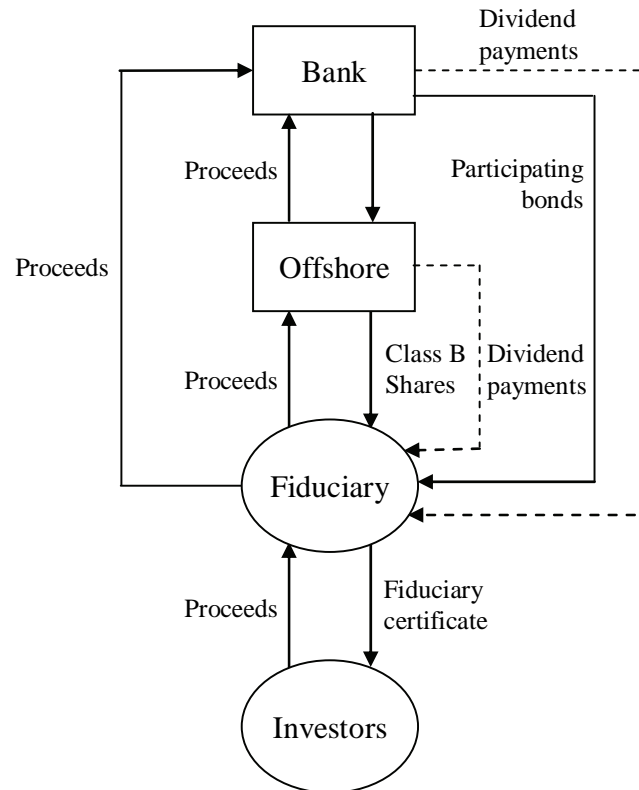 Dividend
payments
Bank
Proceeds
Participating
bonds
Proceeds
Offshore
Proceeds
Class B
Shares
Dividend
payments
Fiduciary
Proceeds
Fiduciary
certificate
Investors